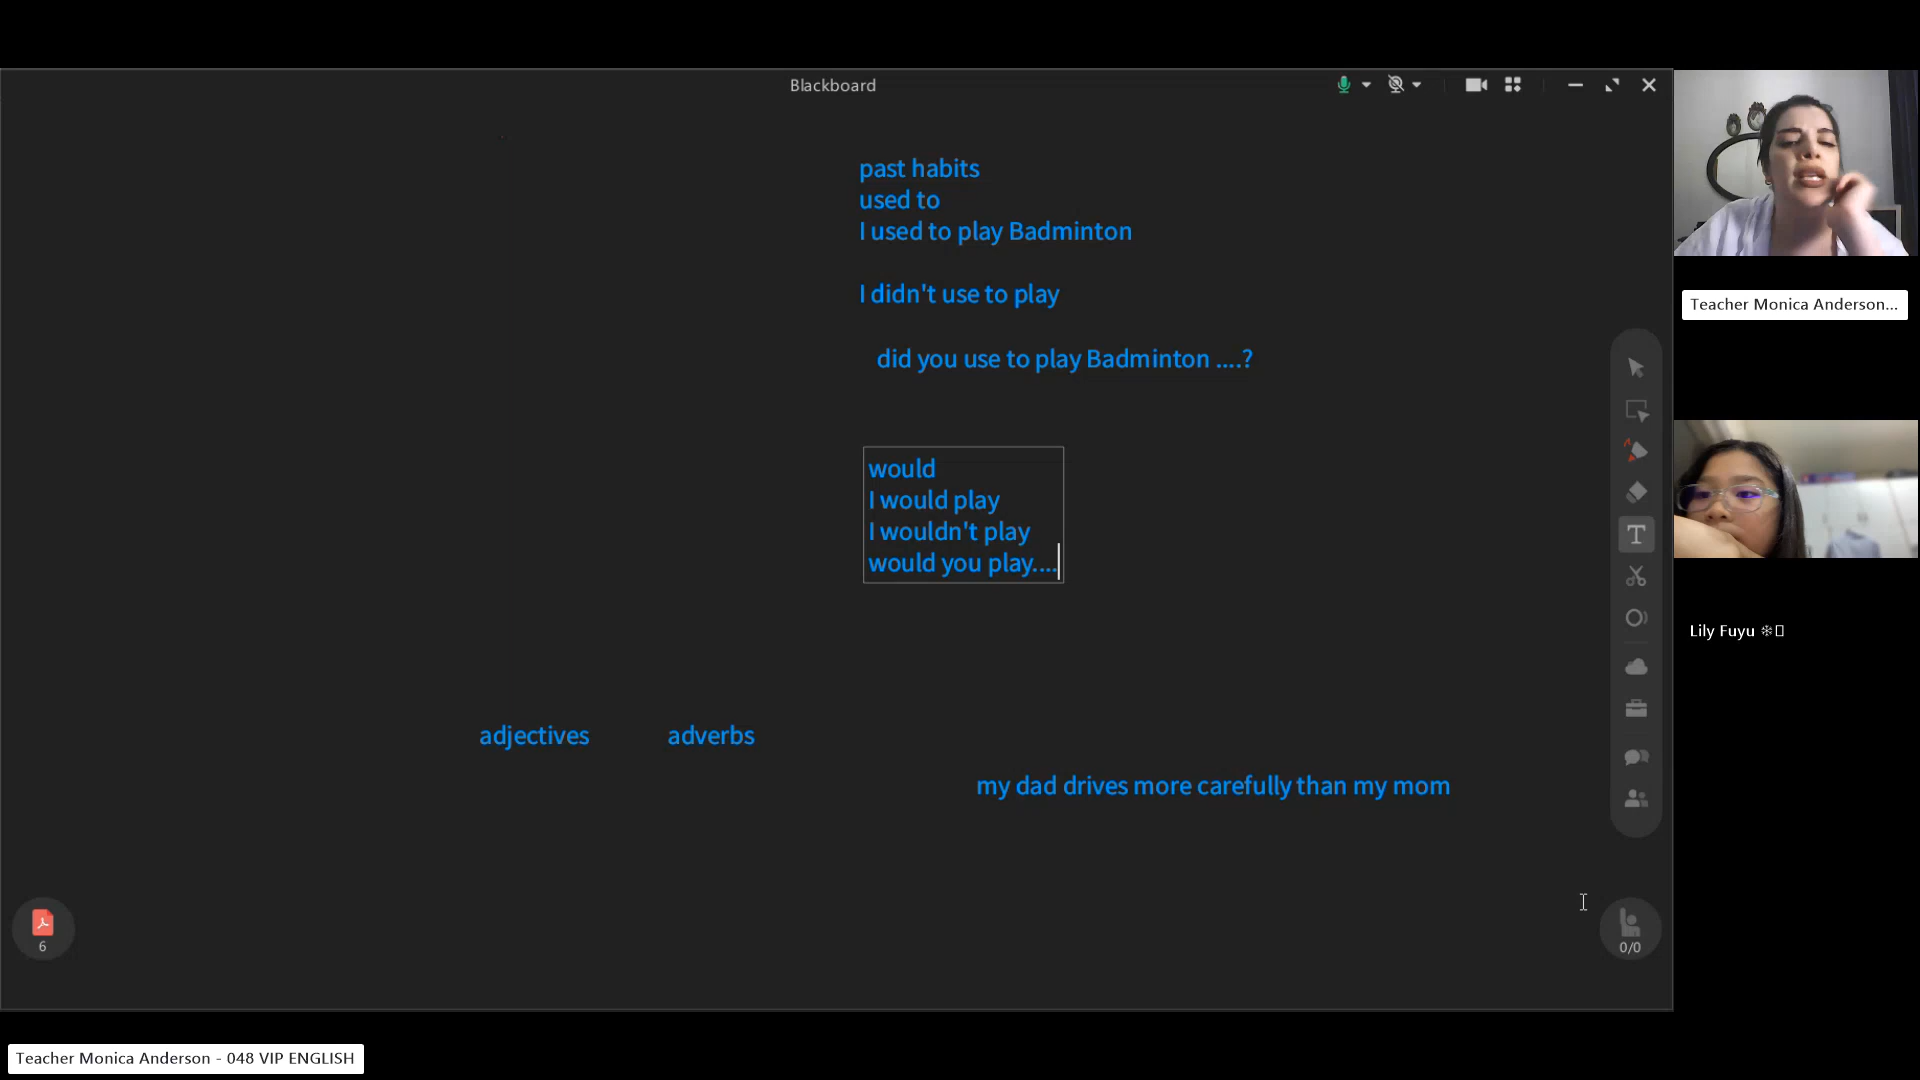 Blackboard
past habits
used to
I used to play Badminton
I didn't use to play
did you use to play Badminton ....?
would
I would play
I wouldn't play
would you play....
adjectives
adverbs
my dad drives more carefully than my mom
T
6
0/0
Teacher Monica Anderson...
Lily Fuyu ❄
Teacher Monica Anderson - 048 VIP ENGLISH